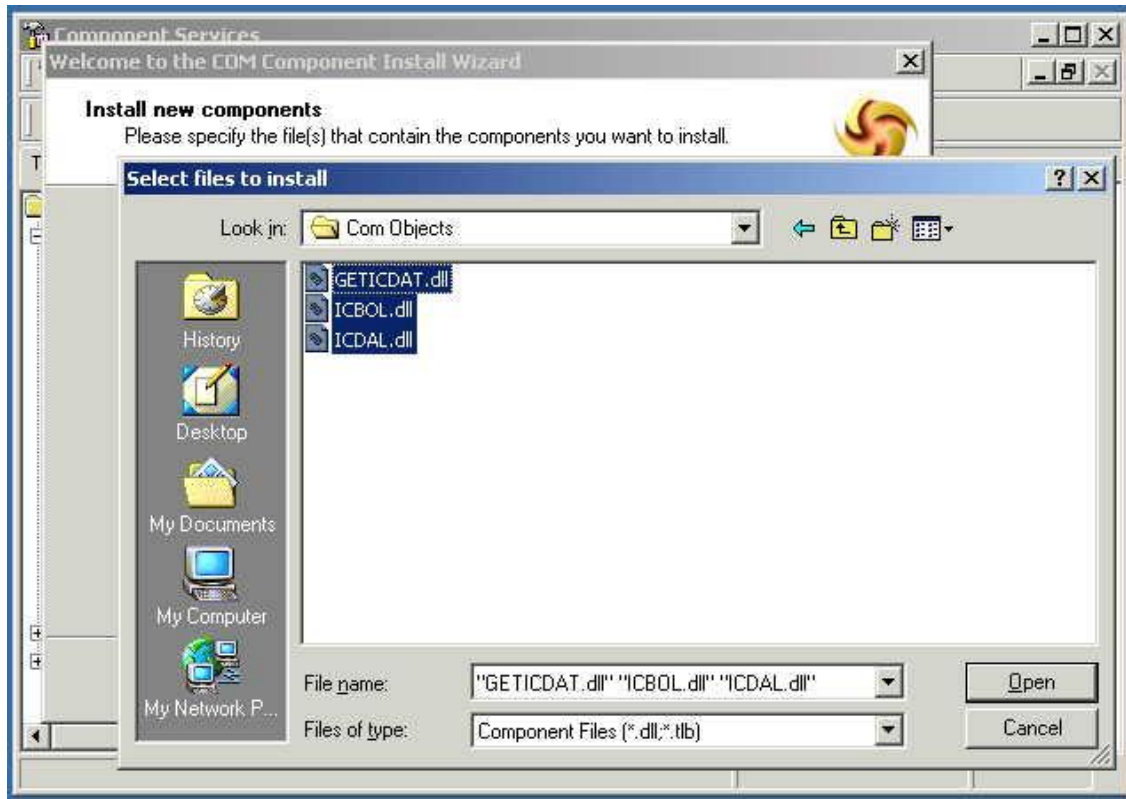 Component Services
Welcome to the COM Component Install Wizard
Install new components
Please specify the file(s) that contain the components you want to install.
T
Select files to install
Look in: Com Objects
GETICDAT.dll
ICBOL.dll
ICDAL.dll
History
Desktop
My Documents
My Computer
My Network P...
File name: "GETICDAT.dll" "ICBOL.dll" "ICDAL.dll"
Open
Files of type: Component Files (*.dll;*.tlb)
Cancel